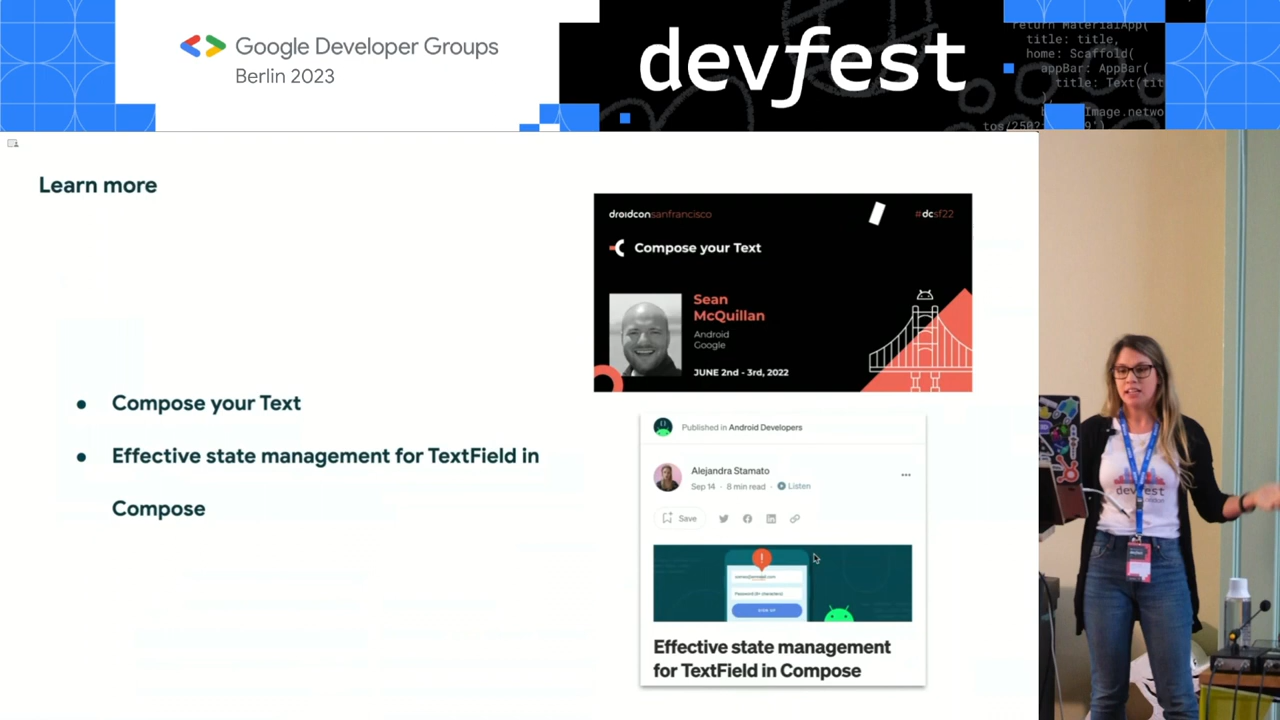 Google Developer Groups
Berlin 2023
devfest
return MaterialApp(
title: title,
home: Scaffold(
appBar: AppBar(
title: Text(tit
),
Image.netwo
Learn more
droidconsanfrancisco
#dcsf22
Compose your Text
Sean
McQuillan
Android
Google
JUNE 2nd - 3rd, 2022
• Compose your Text
• Effective state management for TextField in
Compose
Published in Android Developers
Alejandra Stamato
Sep 14 · 8 min read · Listen
Save
SIGN UP
Effective state management
for TextField in Compose
devfest